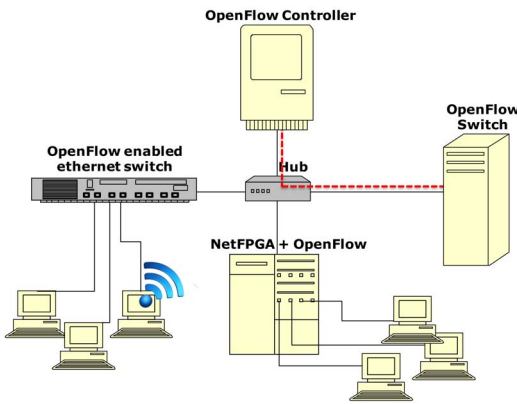 OpenFlow Controller
OpenFlow
Switch
OpenFlow enabled
ethernet switch
Hub
NetFPGA + OpenFlow